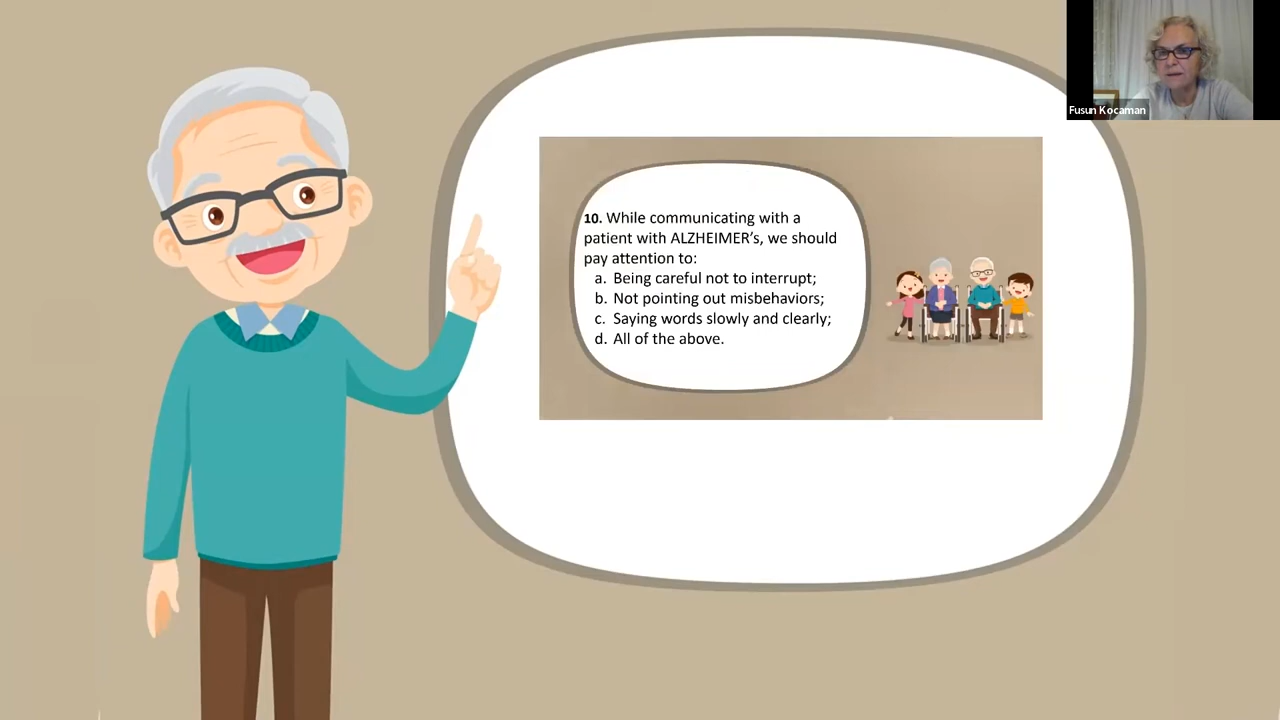 Fusun Kocaman
10. While communicating with a
patient with ALZHEIMER's, we should
pay attention to:
a. Being careful not to interrupt;
b. Not pointing out misbehaviors;
c. Saying words slowly and clearly;
d. All of the above.